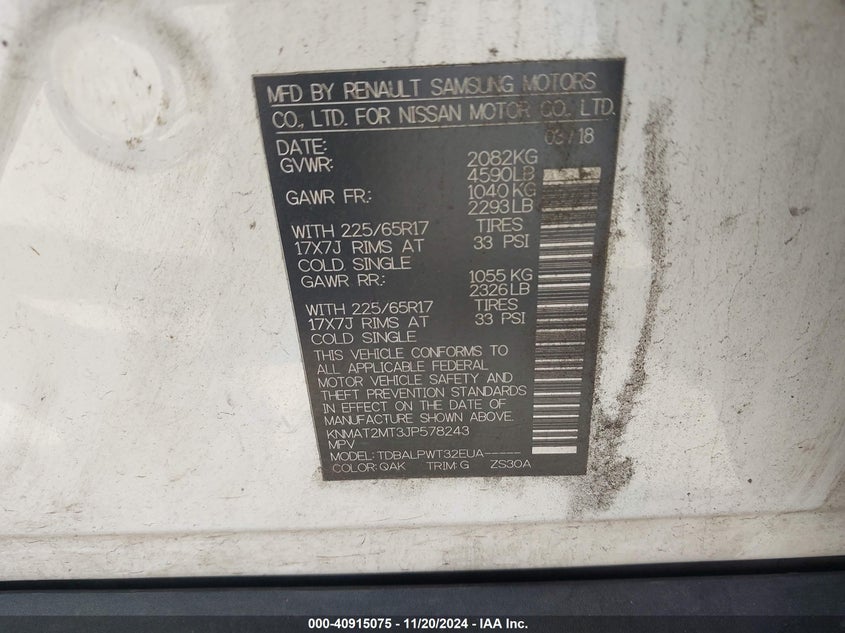 MFD BY RENAULT SAMSUNG MOTORS
CO., LTD. FOR NISSAN MOTOR CO., LTD.
DATE: 03/18
GVWR: 2082KG
4590LB
GAWR FR: 1040KG
2293LB
WITH 225/65R17 TIRES
17X7J RIMS AT 33 PSI
COLD SINGLE
GAWR RR: 1055KG
2326LB
WITH 225/65R17 TIRES
17X7J RIMS AT 33 PSI
COLD SINGLE
THIS VEHICLE CONFORMS TO
ALL APPLICABLE FEDERAL
MOTOR VEHICLE SAFETY AND
THEFT PREVENTION STANDARDS
IN EFFECT ON THE DATE OF
MANUFACTURE SHOWN ABOVE.
KNMAT2MT3JP578243
MPV
MODEL: TDBALPWT32EUA-----
COLOR: QAK TRIM: G ZS30A
000-40915075 - 11/20/2024 - IAA Inc.